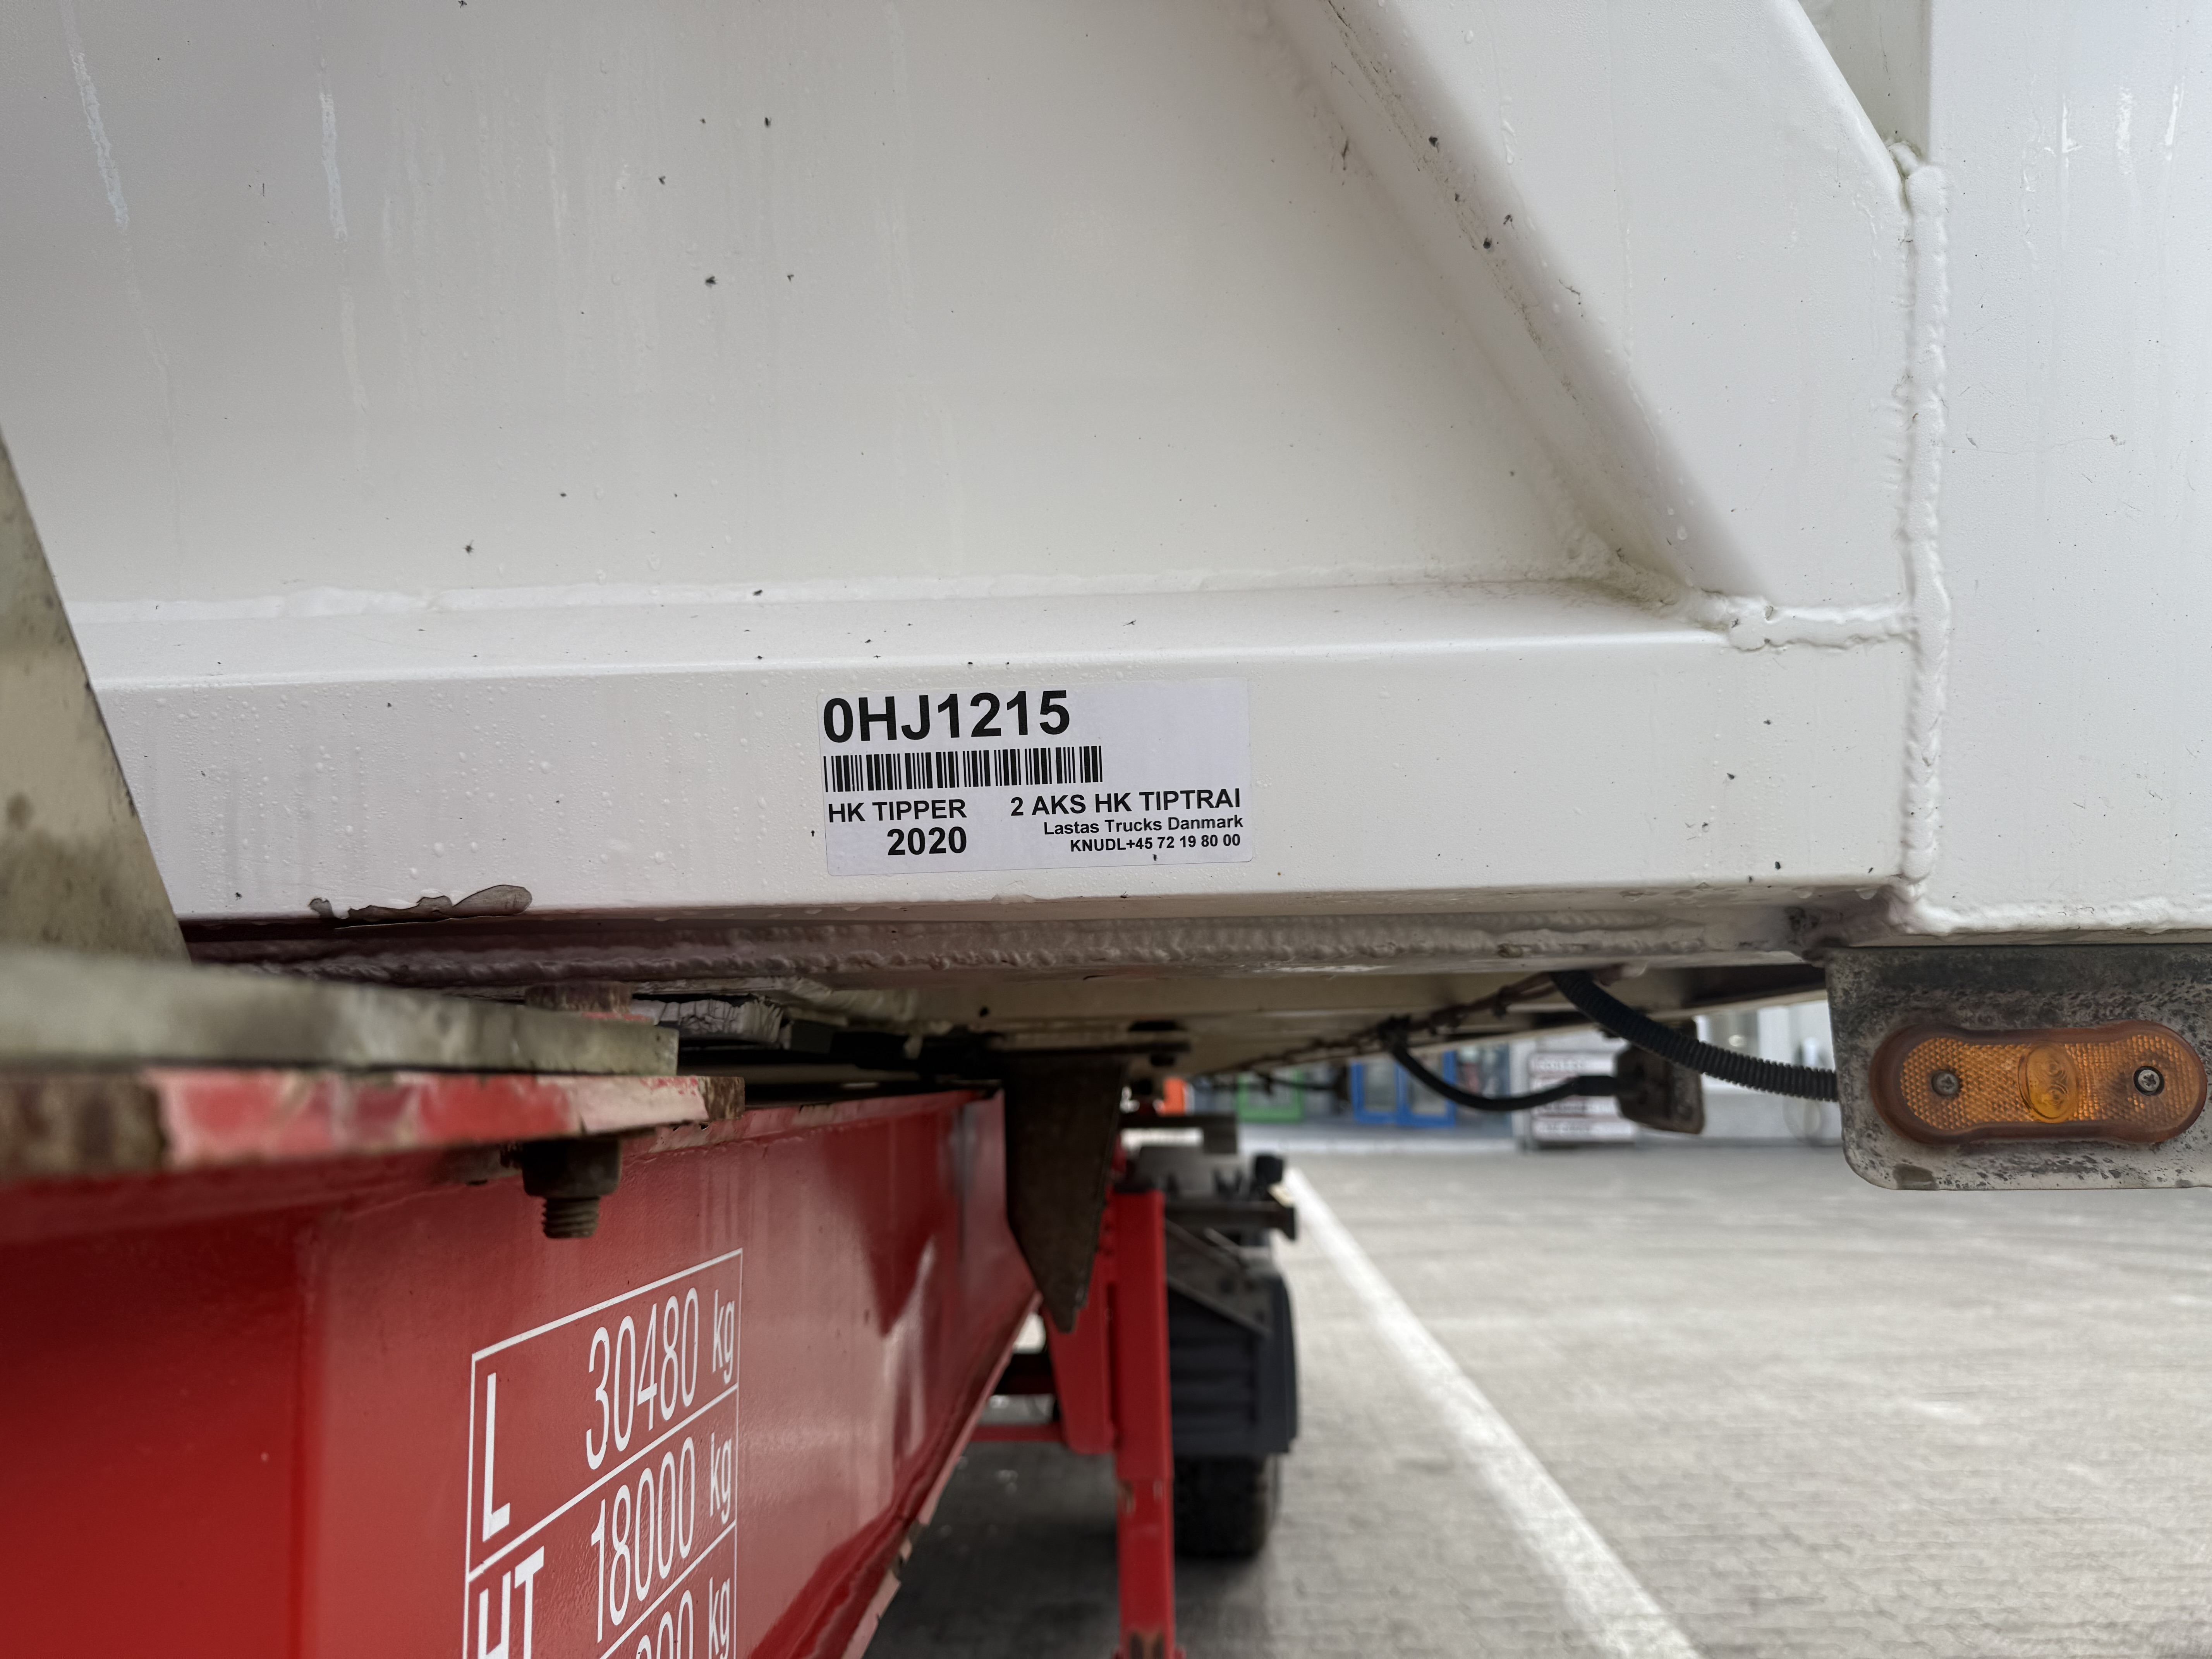 0HJ1215
HK TIPPER 2 AKS HK TIPTRAI
Lastas Trucks Danmark
2020 KNUDL+45 72 19 80 00
L 30480 kg
HT 18000 kg
kg